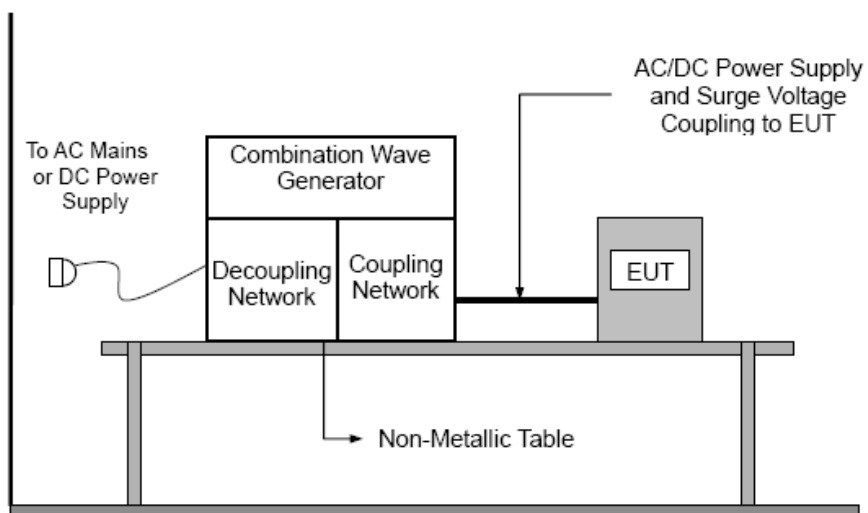 AC/DC Power Supply
and Surge Voltage
Coupling to EUT
To AC Mains
or DC Power
Supply
Combination Wave
Generator
Decoupling
Network
Coupling
Network
EUT
Non-Metallic Table